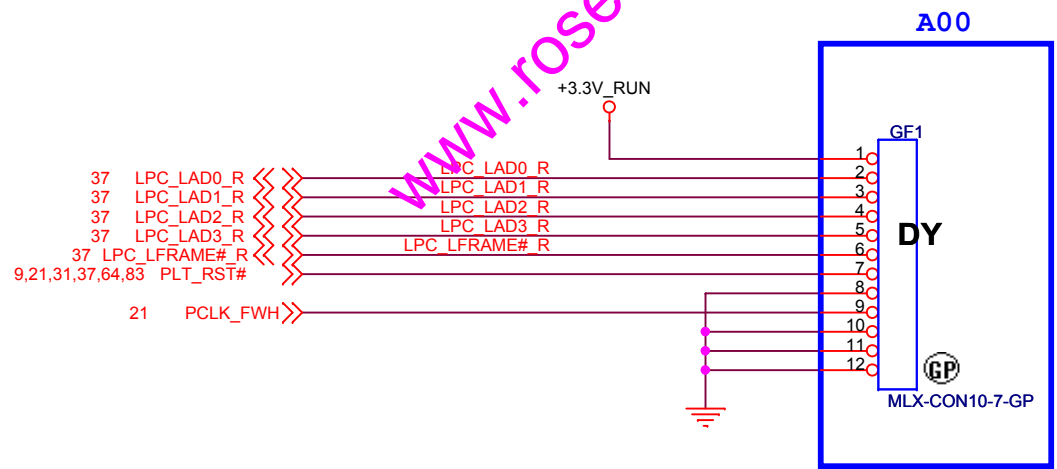 A00
www.rose
+3.3V_RUN
GF1
1
37 LPC_LAD0_R LPC_LAD0_R 2
37 LPC_LAD1_R LPC_LAD1_R 3
37 LPC_LAD2_R LPC_LAD2_R 4
37 LPC_LAD3_R LPC_LAD3_R 5
DY
37 LPC_LFRAME#_R LPC_LFRAME#_R 6
9,21,31,37,64,83 PLT_RST# 7
8
21 PCLK_FWH 9
10
11
12
GP
MLX-CON10-7-GP